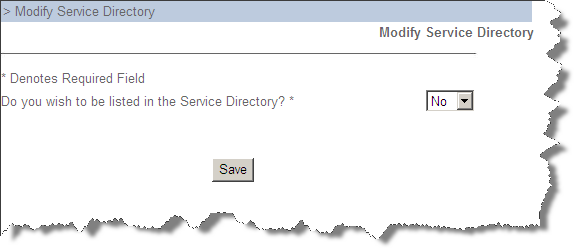 > Modify Service Directory
Modify Service Directory
* Denotes Required Field
Do you wish to be listed in the Service Directory? * No
Save